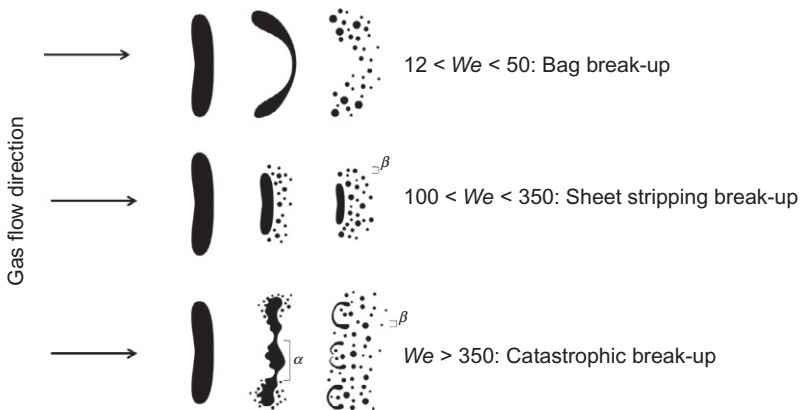 Gas flow direction
12 < We < 50: Bag break-up
β
100 < We < 350: Sheet stripping break-up
α
β
We > 350: Catastrophic break-up